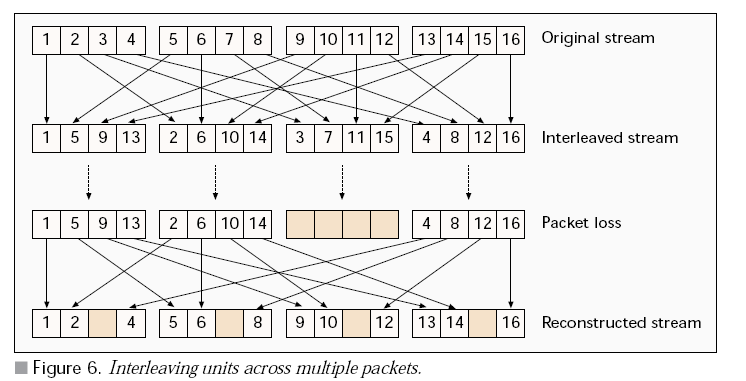 1 2 3 4 5 6 7 8 9 10 11 12 13 14 15 16 Original stream
1 5 9 13 2 6 10 14 3 7 11 15 4 8 12 16 Interleaved stream
1 5 9 13 2 6 10 14 4 8 12 16 Packet loss
1 2 4 5 6 8 9 10 12 13 14 16 Reconstructed stream
Figure 6. Interleaving units across multiple packets.